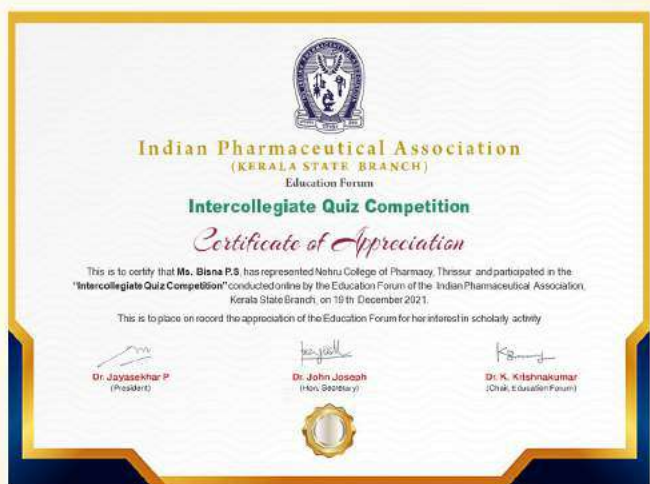 Indian Pharmaceutical Association
(KERALA STATE BRANCH)
Education Forum
Intercollegiate Quiz Competition
Certificate of Appreciation
This is to certify that Ms. Bisna P.S, has represented Nehru College of Pharmacy, Thrissur and participated in the
"Intercollegiate Quiz Competition" conducted online by the Education Forum of the Indian Pharmaceutical Association,
Kerala State Branch, on 19th December 2021.
This is to place on record the appreciation of the Education Forum for her interest in scholarly activity
Dr. Jayasekhar P
(President)
Dr. John Joseph
(Hon. Secretary)
Dr. K. Krishnakumar
(Chair, Education Forum)